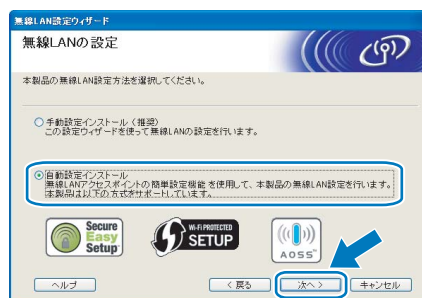 無線LAN設定ウィザード
無線LANの設定
本製品の無線LAN設定方法を選択してください。
手動設定インストール（推奨）
この設定ウィザードを使って無線LANの設定を行います。
自動設定インストール
無線LANアクセスポイントの簡単設定機能を使用して、本製品の無線LAN設定を行います。
本製品は以下の方式をサポートしています。
Secure
Easy
Setup™
Wi-Fi PROTECTED
SETUP
AOSS™
ヘルプ
< 戻る
次へ >
キャンセル